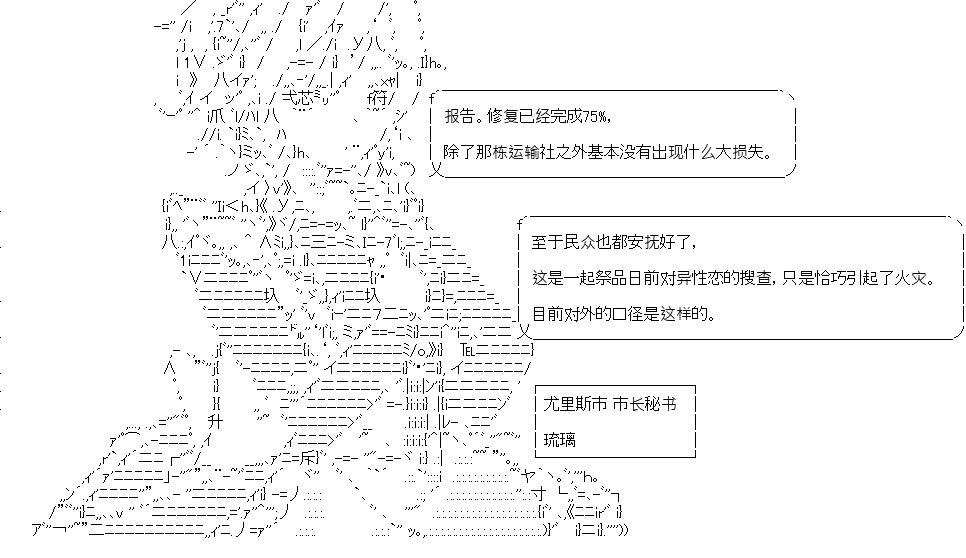 报告。修复已经完成75%，
除了那栋运输社之外基本没有出现什么大损失。
至于民众也都安抚好了，
这是一起祭品日前对异性恋的搜查，只是恰巧引起了火灾。
目前对外的口径是这样的。
尤里斯市 市长秘书
琉璃